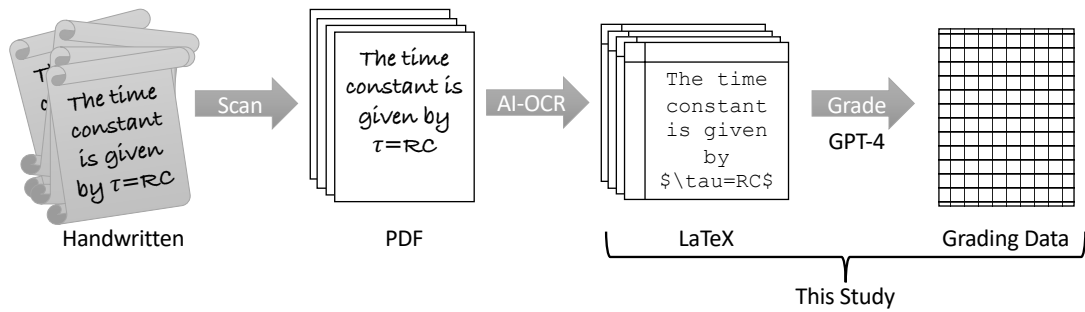 The time
constant
is given
by τ=RC
Handwritten
Scan
The time
constant is
given by
τ=RC
PDF
AI-OCR
The time
constant
is given
by
$\tau=RC$
LaTeX
Grade
GPT-4
Grading Data
This Study